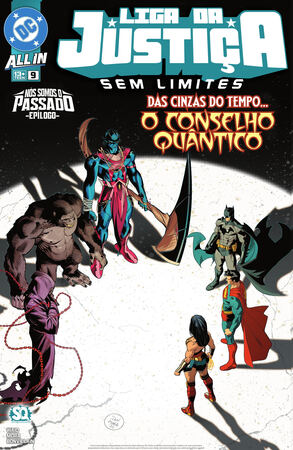 DC
LIGA DA
JUSTIÇA
SEM LIMITES
ALL IN
9
NÓS SOMOS O
PASSADO
-EPÍLOGO-
DAS CINZAS DO TEMPO...
O CONSELHO
QUÂNTICO
SQ